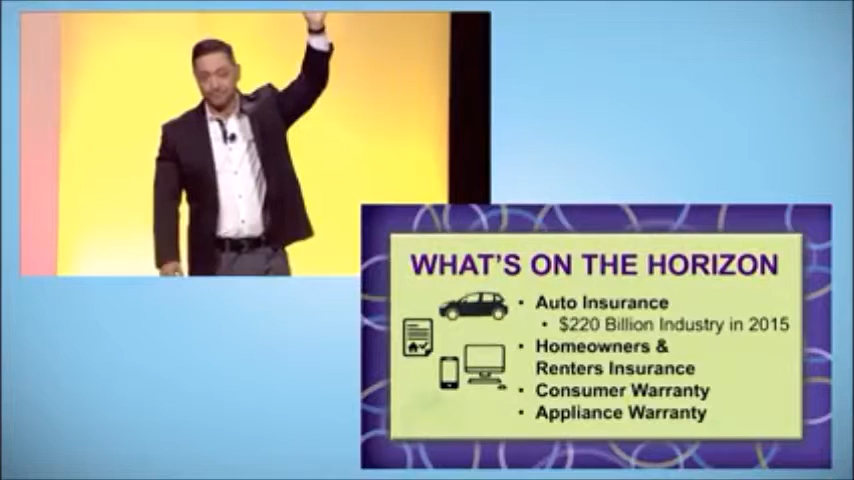 WHAT'S ON THE HORIZON
• Auto Insurance
• $220 Billion Industry in 2015
• Homeowners &
Renters Insurance
• Consumer Warranty
• Appliance Warranty